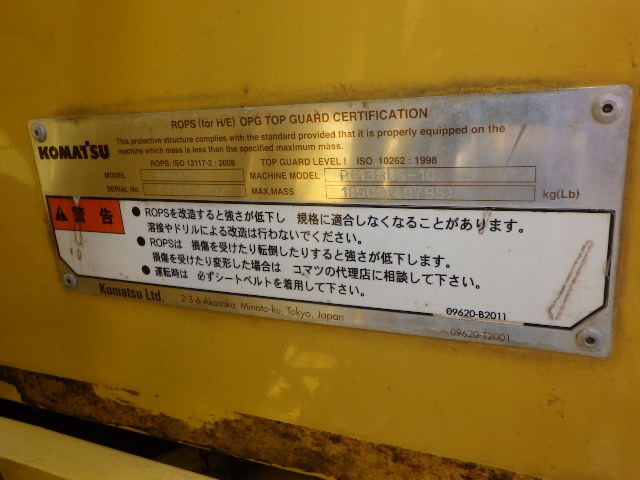 ROPS (for H/E) OPG TOP GUARD CERTIFICATION
KOMATSU
This protective structure complies with the standard provided that it is properly equipped on the
machine which mass is less than the specified maximum mass.
ROPS: ISO 12117-2 : 2008 TOP GUARD LEVEL I ISO 10262 : 1998
MODEL MACHINE MODEL
SERIAL No. MAX.MASS kg(Lb)
警告
● ROPSを改造すると強さが低下し 規格に適合しなくなることがあります。
溶接やドリルによる改造は行わないでください。
● ROPSは 損傷を受けたり転倒したりすると強さが低下します。
損傷を受けたり変形した場合は コマツの代理店に相談して下さい。
● 運転時は 必ずシートベルトを着用して下さい。
09620-B2011
Komatsu Ltd. 2-3-6 Akasaka, Minato-ku, Tokyo, Japan
09620-T2001